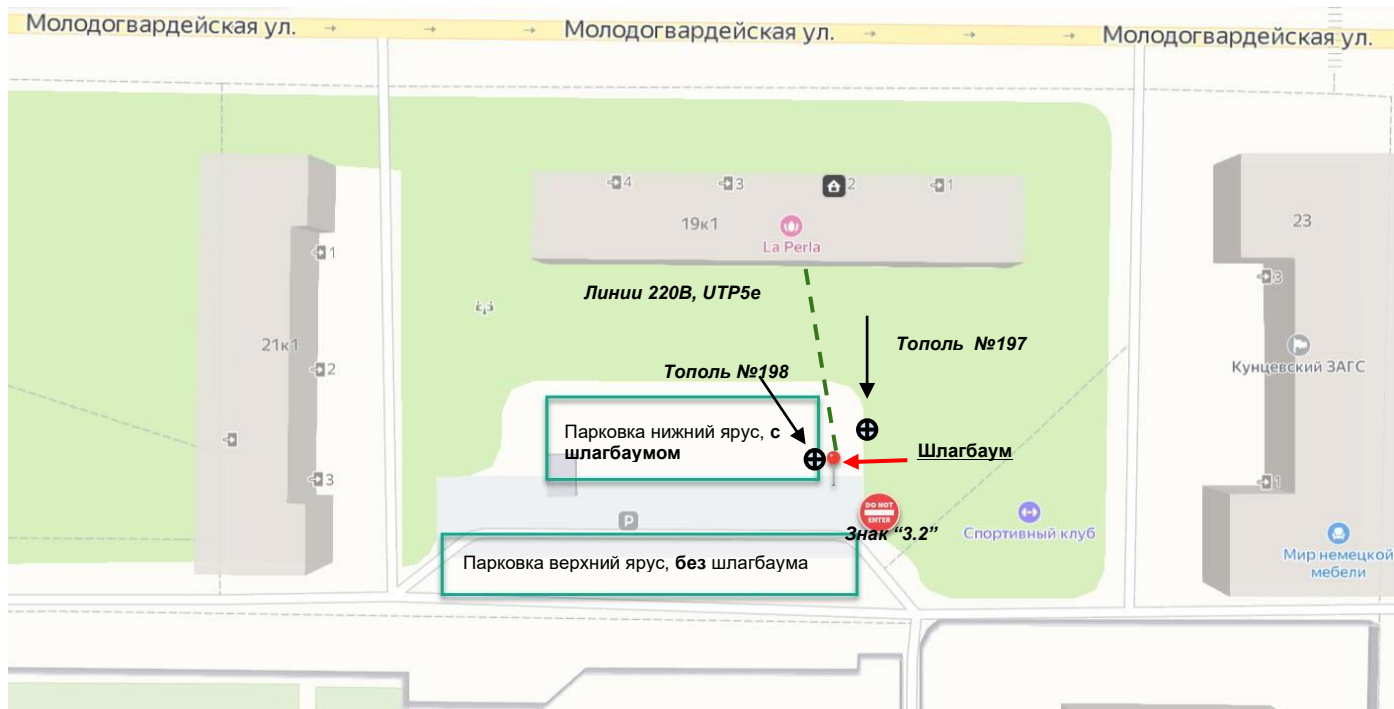 Молодогвардейская ул.
Молодогвардейская ул.
Молодогвардейская ул.
4
3
2
1
19к1
La Perla
23
1
3
Линии 220В, UTP5e
21к1
Тополь №197
2
Кунцевский ЗАГС
Тополь №198
Парковка нижний ярус, с
шлагбаумом
Шлагбаум
3
1
DO NOT
ENTER
P
Знак “3.2”
Спортивный клуб
Парковка верхний ярус, без шлагбаума
Мир немецкой
мебели